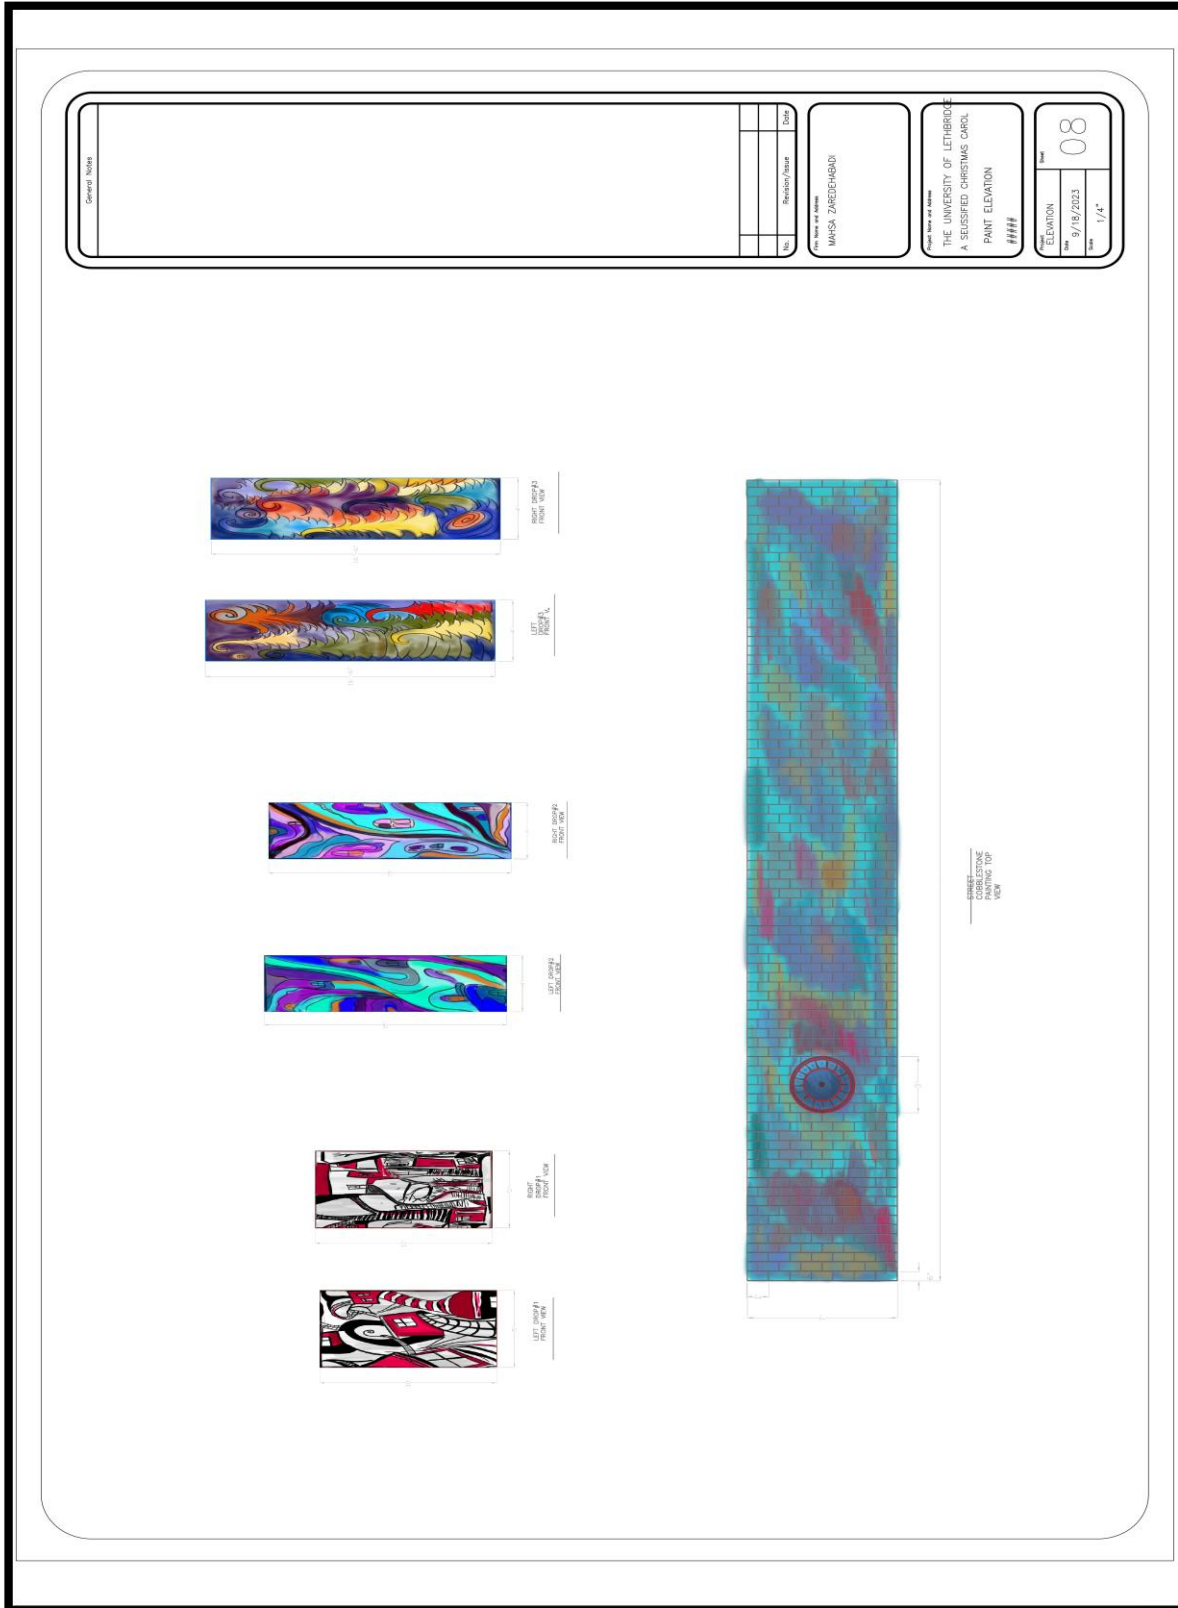 General Notes
No.
Revision/Issue
Date
Firm Name and Address
MAHSA ZAREDEHABADI
Project Name and Address
THE UNIVERSITY OF LETHBRIDGE
A SEUSSIFIED CHRISTMAS CAROL
PAINT ELEVATION
#####
Project
ELEVATION
Date
9/18/2023
Scale
1/4"
Sheet
08
LEFT DROP#1
FRONT VIEW
RIGHT
DROP#1
FRONT VIEW
LEFT DROP#2
FRONT VIEW
RIGHT DROP#2
FRONT VIEW
LEFT
DROP#3
FRONT V
RIGHT DROP#3
FRONT VIEW
STREET
COBBLESTONE
PAINTING TOP
VIEW